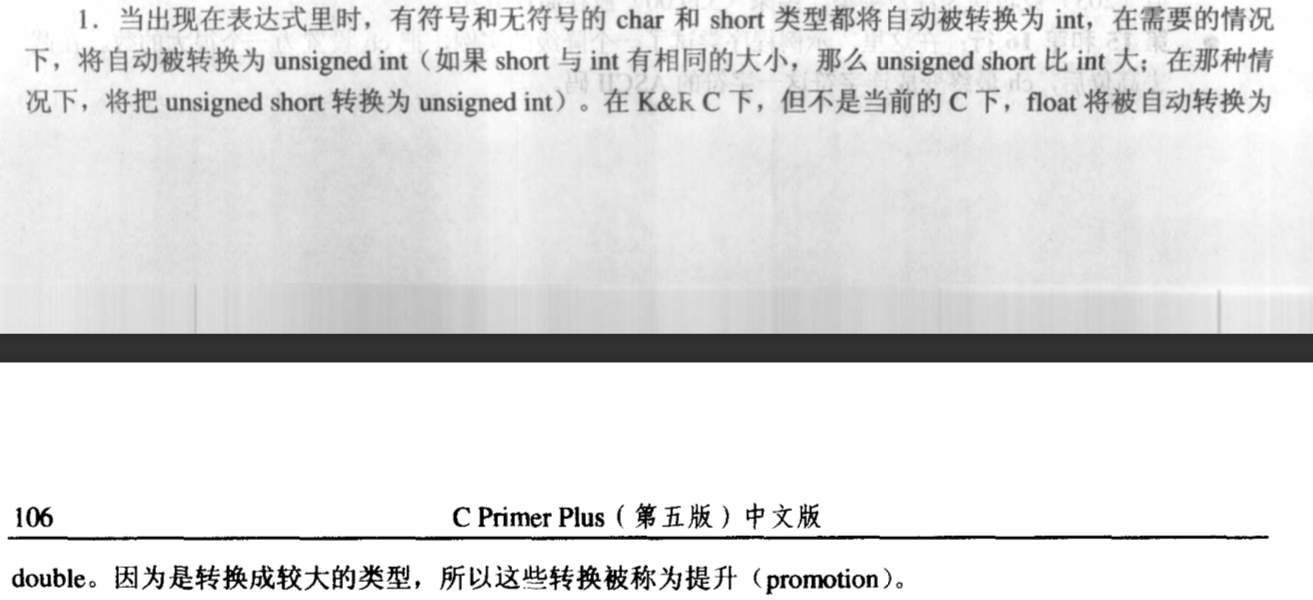 1. 当出现在表达式里时，有符号和无符号的 char 和 short 类型都将自动被转换为 int，在需要的情况
下，将自动被转换为 unsigned int（如果 short 与 int 有相同的大小，那么 unsigned short 比 int 大；在那种情
况下，将把 unsigned short 转换为 unsigned int）。在 K&R C 下，但不是当前的 C 下，float 将被自动转换为
106
C Primer Plus（第五版）中文版
double。因为是转换成较大的类型，所以这些转换被称为提升（promotion）。